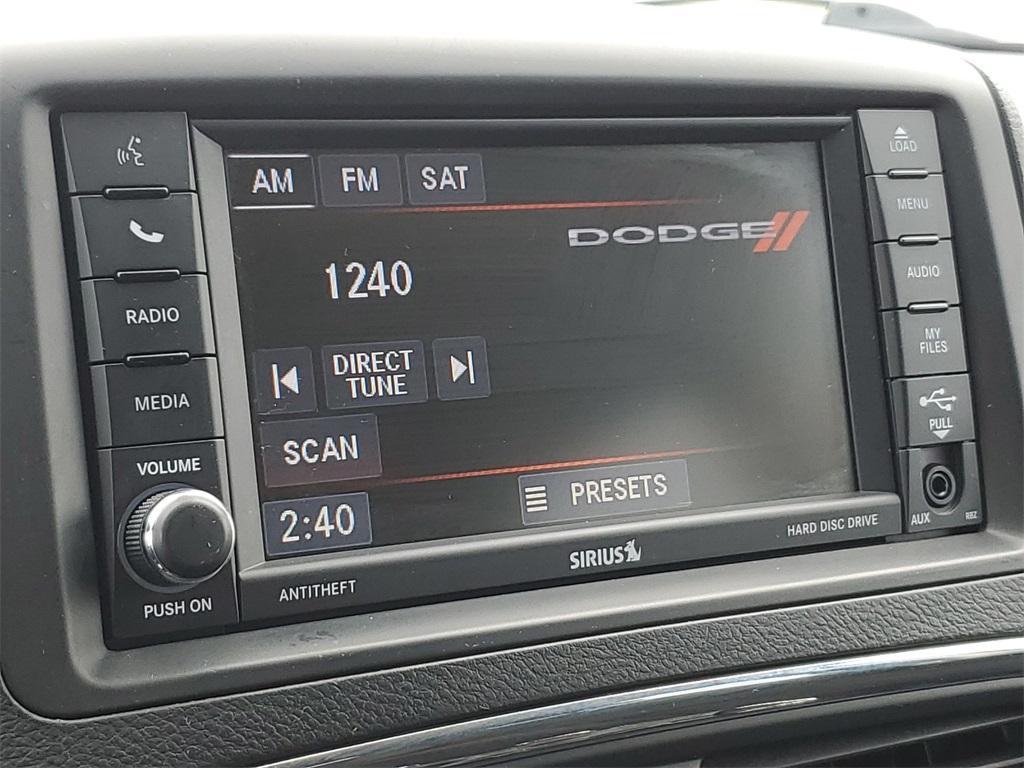 AM FM SAT
DODGE
1240
DIRECT
TUNE
SCAN
PRESETS
2:40
RADIO
MEDIA
VOLUME
PUSH ON
LOAD
MENU
AUDIO
MY
FILES
PULL
AUX RBZ
HARD DISC DRIVE
SIRIUS
ANTITHEFT